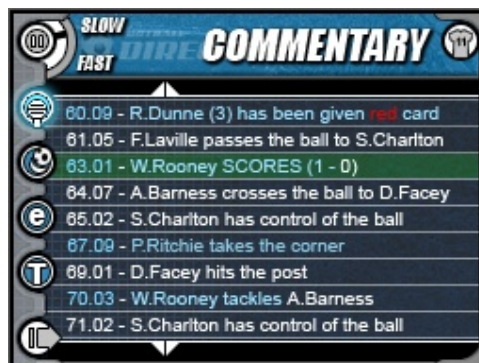 SLOW
FAST
DIRE
COMMENTARY
11
60.09 - R.Dunne (3) has been given red card
61.05 - F.Laville passes the ball to S.Charlton
63.01 - W.Rooney SCORES (1 - 0)
64.07 - A.Barness crosses the ball to D.Facey
65.02 - S.Charlton has control of the ball
67.09 - P.Ritchie takes the corner
69.01 - D.Facey hits the post
70.03 - W.Rooney tackles A.Barness
71.02 - S.Charlton has control of the ball
e
T